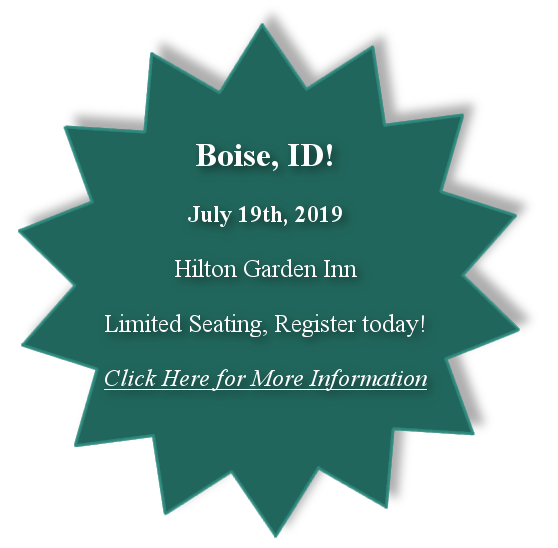 Boise, ID!
July 19th, 2019
Hilton Garden Inn
Limited Seating, Register today!
Click Here for More Information